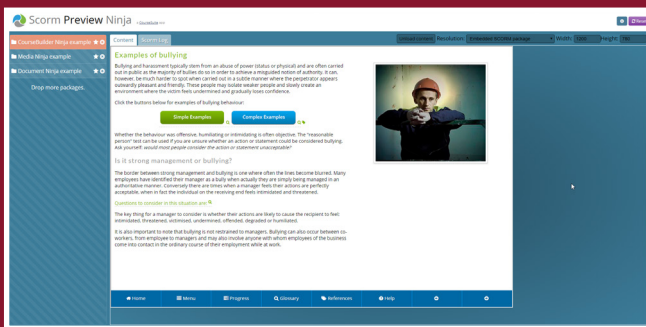 Scorm Preview Ninja
CourseBuilder Ninja example
Media Ninja example
Document Ninja example
Drop more packages.
Content Scorm Log
Resolution: Embedded SCORM package Width: Height:
Examples of bullying
Bullying and harassment typically stem from an abuse of power (status or physical) and are often carried
out in public as the majority of bullies do so in order to achieve a misguided notion of authority. It can,
however, be much harder to spot when carried out in a subtle manner where the perpetrator appears
outwardly pleasant and friendly. These people may isolate weaker people and slowly create an
environment where the victim feels undermined and gradually loses confidence.
Click the buttons below for examples of bullying behaviour:
Simple Examples Complex Examples
Whether the behaviour was offensive, humiliating or intimidating is often objective. The "reasonable
person" test can be used if you are unsure whether an action or statement could be considered bullying.
Ask yourself: would most people consider the action or statement unacceptable?
Is it strong management or bullying?
The border between strong management and bullying is one where often the lines become blurred. Many
employees have identified their manager as a bully when actually they are simply being managed in an
authoritative manner. Conversely there are times when a manager feels their actions are perfectly
acceptable, when in fact the individual on the receiving end feels intimidated and threatened.
Questions to consider in this situation are:
The key thing for a manager to consider is whether their actions are likely to cause the recipient to feel:
intimidated, threatened, victimised, undermined, offended, degraded or humiliated.
It is also important to note that bullying is not restrained to managers. Bullying can also occur between co-
workers, from employee to managers and may also involve anyone with whom employees of the business
come into contact in the ordinary course of their employment while at work.
Home Menu Progress Glossary References Help